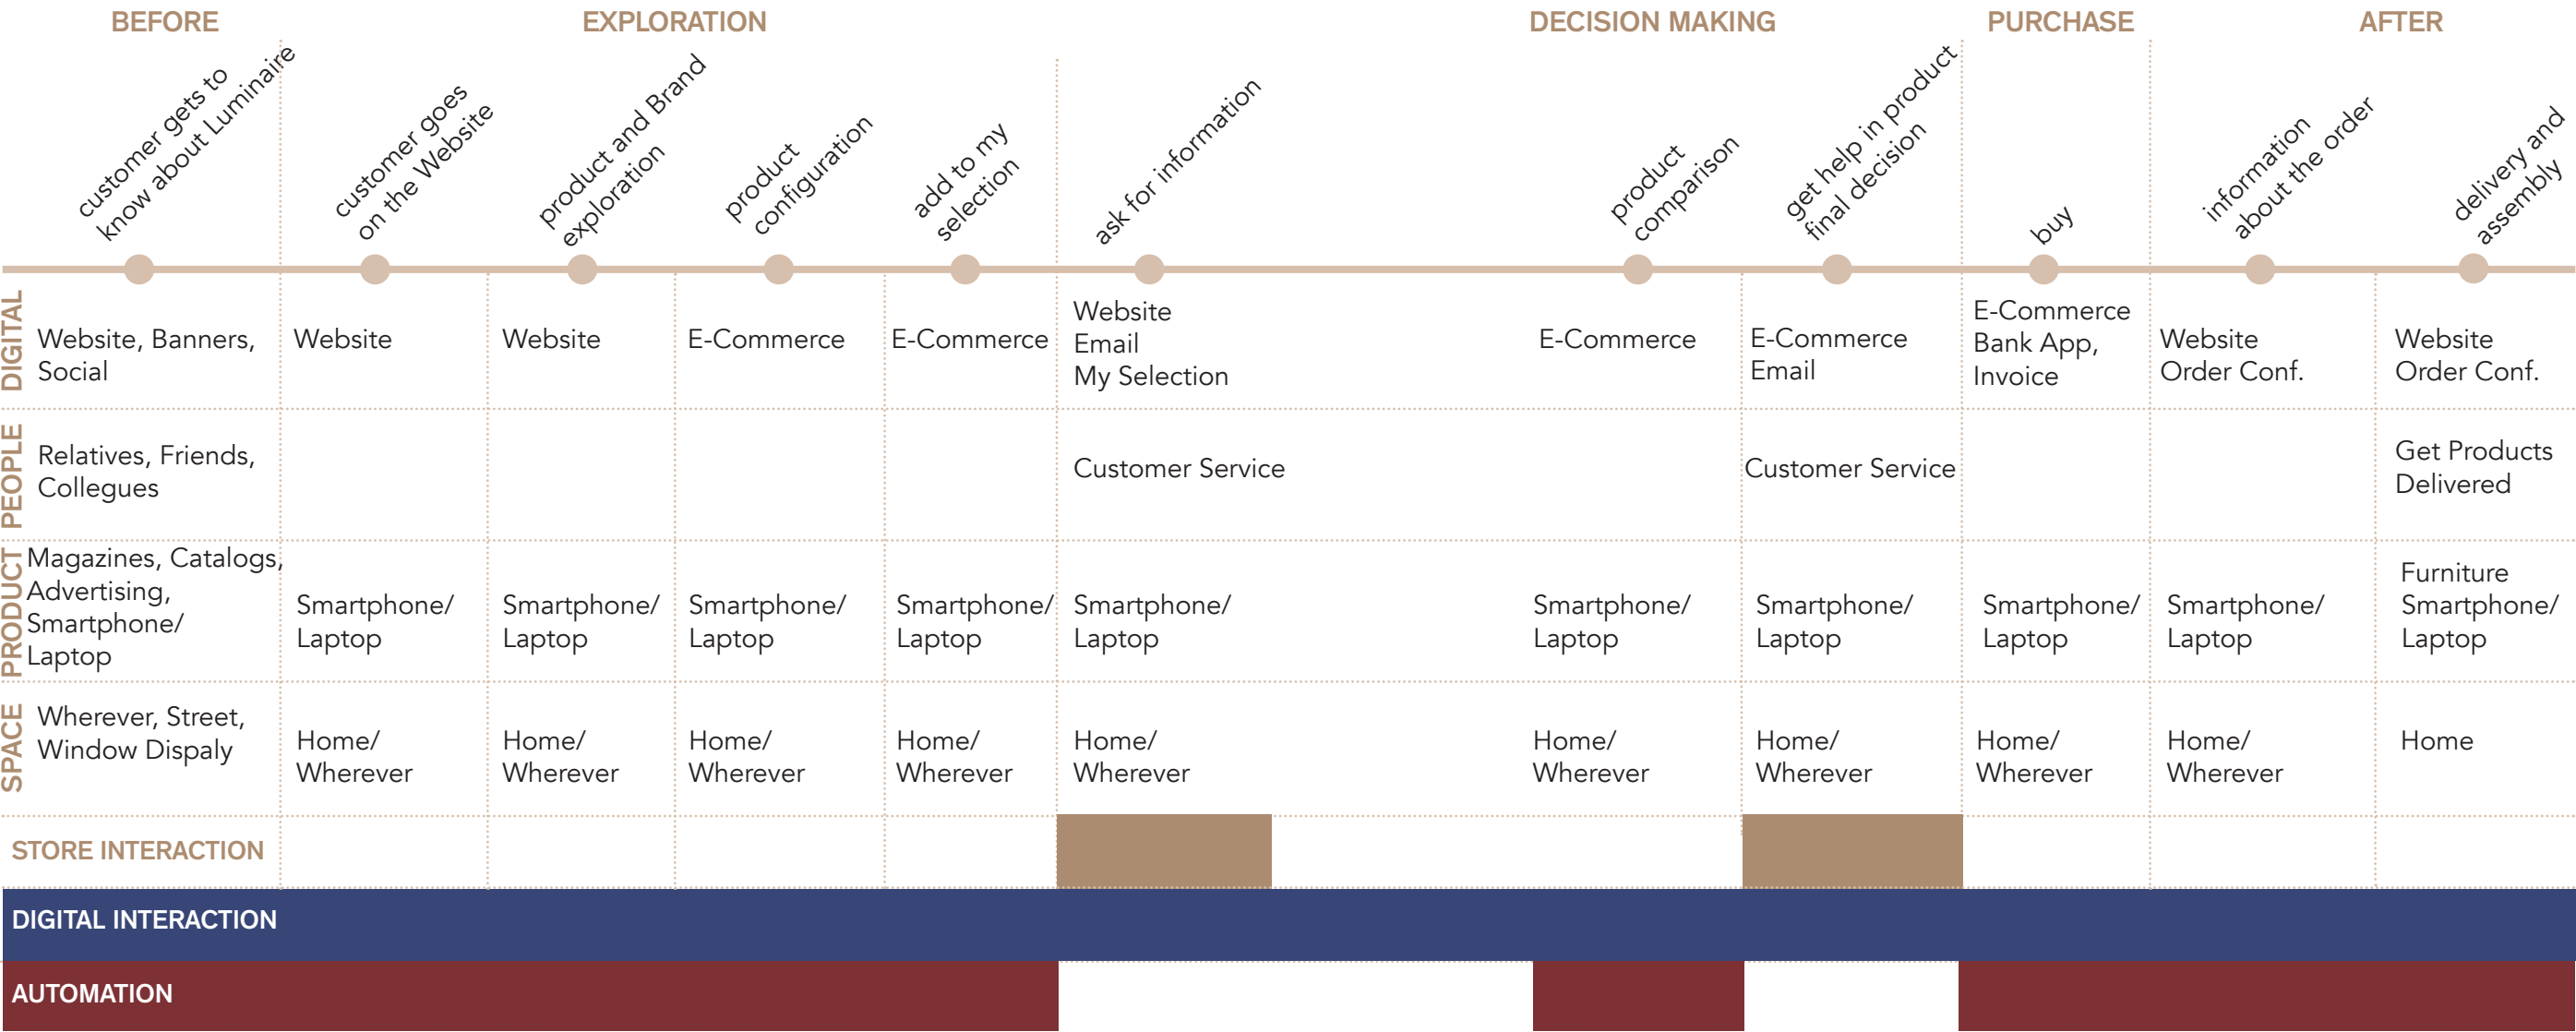 BEFORE
EXPLORATION
DECISION MAKING
PURCHASE
AFTER
customer gets to
know about Luminaire
customer goes
on the Website
product and Brand
exploration
product
configuration
add to my
selection
ask for information
product
comparison
get help in product
final decision
buy
information
about the order
delivery and
assembly
DIGITAL
Website, Banners,
Social
Website
Website
E-Commerce
E-Commerce
Website
Email
My Selection
E-Commerce
E-Commerce
Email
E-Commerce
Bank App,
Invoice
Website
Order Conf.
Website
Order Conf.
PEOPLE
Relatives, Friends,
Collegues
Customer Service
Customer Service
Get Products
Delivered
PRODUCT
Magazines, Catalogs,
Advertising,
Smartphone/
Laptop
Smartphone/
Laptop
Smartphone/
Laptop
Smartphone/
Laptop
Smartphone/
Laptop
Smartphone/
Laptop
Smartphone/
Laptop
Smartphone/
Laptop
Smartphone/
Laptop
Smartphone/
Laptop
Furniture
Smartphone/
Laptop
SPACE
Wherever, Street,
Window Dispaly
Home/
Wherever
Home/
Wherever
Home/
Wherever
Home/
Wherever
Home/
Wherever
Home/
Wherever
Home/
Wherever
Home/
Wherever
Home/
Wherever
Home
STORE INTERACTION
DIGITAL INTERACTION
AUTOMATION